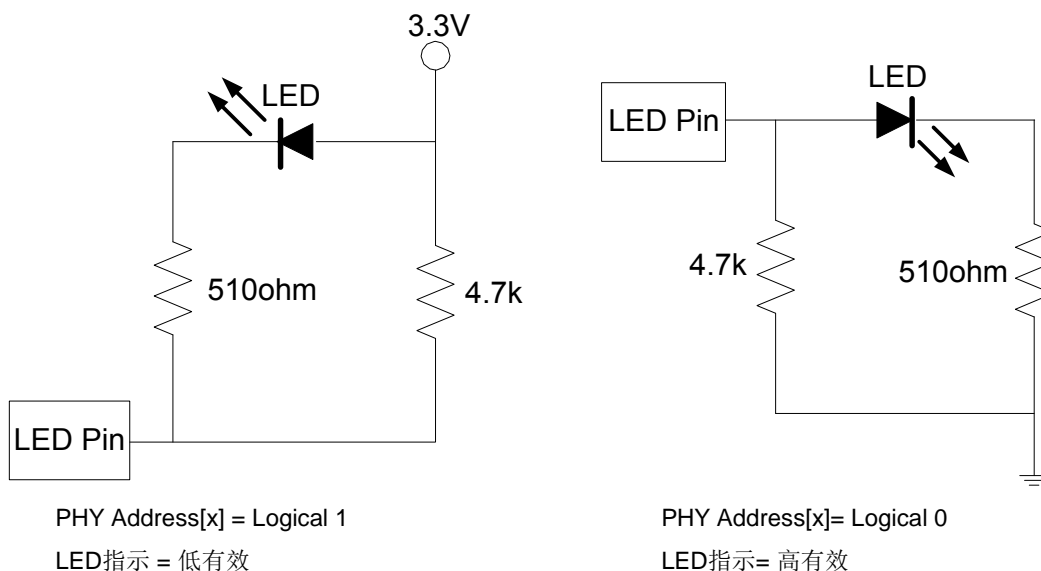 3.3V
LED
510ohm
4.7k
LED Pin
PHY Address[x] = Logical 1
LED指示 = 低有效
LED
LED Pin
4.7k
510ohm
PHY Address[x]= Logical 0
LED指示= 高有效